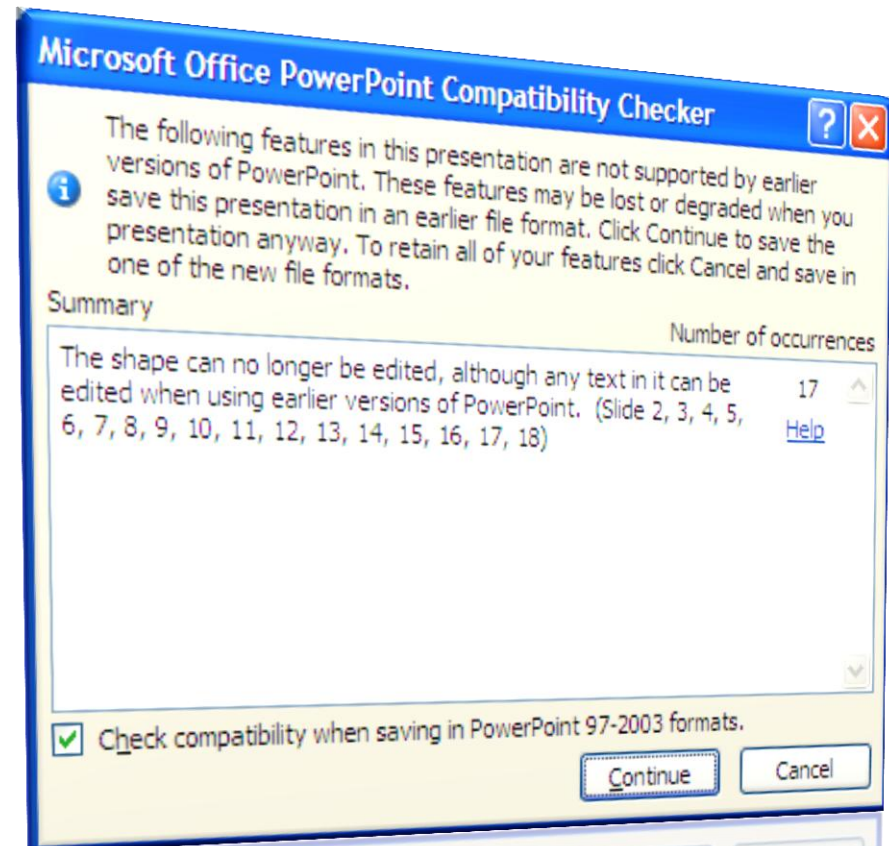 Microsoft Office PowerPoint Compatibility Checker
The following features in this presentation are not supported by earlier
versions of PowerPoint. These features may be lost or degraded when you
save this presentation in an earlier file format. Click Continue to save the
presentation anyway. To retain all of your features click Cancel and save in
one of the new file formats.
Summary
Number of occurrences
The shape can no longer be edited, although any text in it can be
edited when using earlier versions of PowerPoint. (Slide 2, 3, 4, 5,
6, 7, 8, 9, 10, 11, 12, 13, 14, 15, 16, 17, 18)
17
Help
Check compatibility when saving in PowerPoint 97-2003 formats.
Continue
Cancel